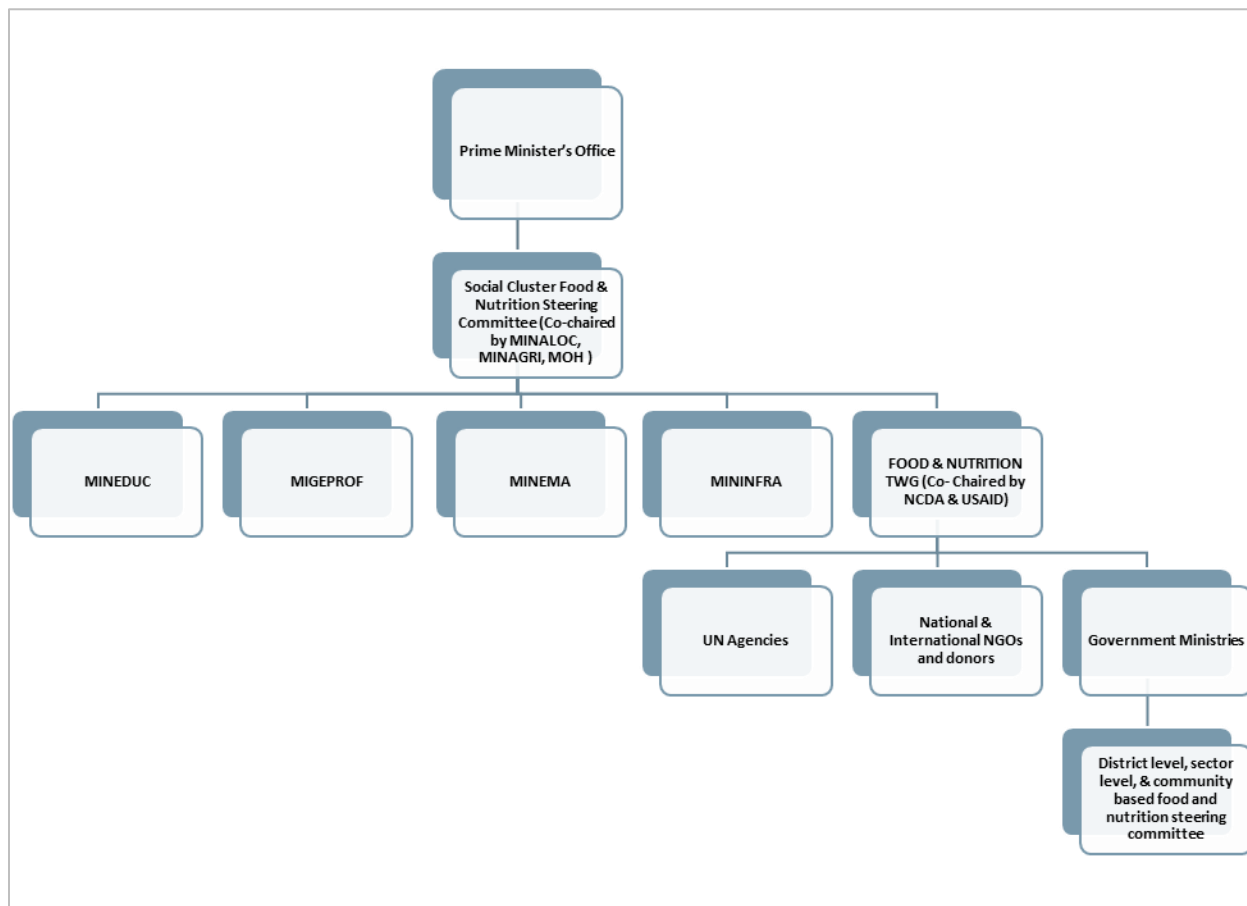 Prime Minister's Office
Social Cluster Food &
Nutrition Steering
Committee (Co-chaired
by MINALOC,
MINAGRI, MOH )
MINEDUC
MIGEPROF
MINEMA
MININFRA
FOOD & NUTRITION
TWG (Co- Chaired by
NCDA & USAID)
UN Agencies
National &
International NGOs
and donors
Government Ministries
District level, sector
level, & community
based food and
nutrition steering
committee